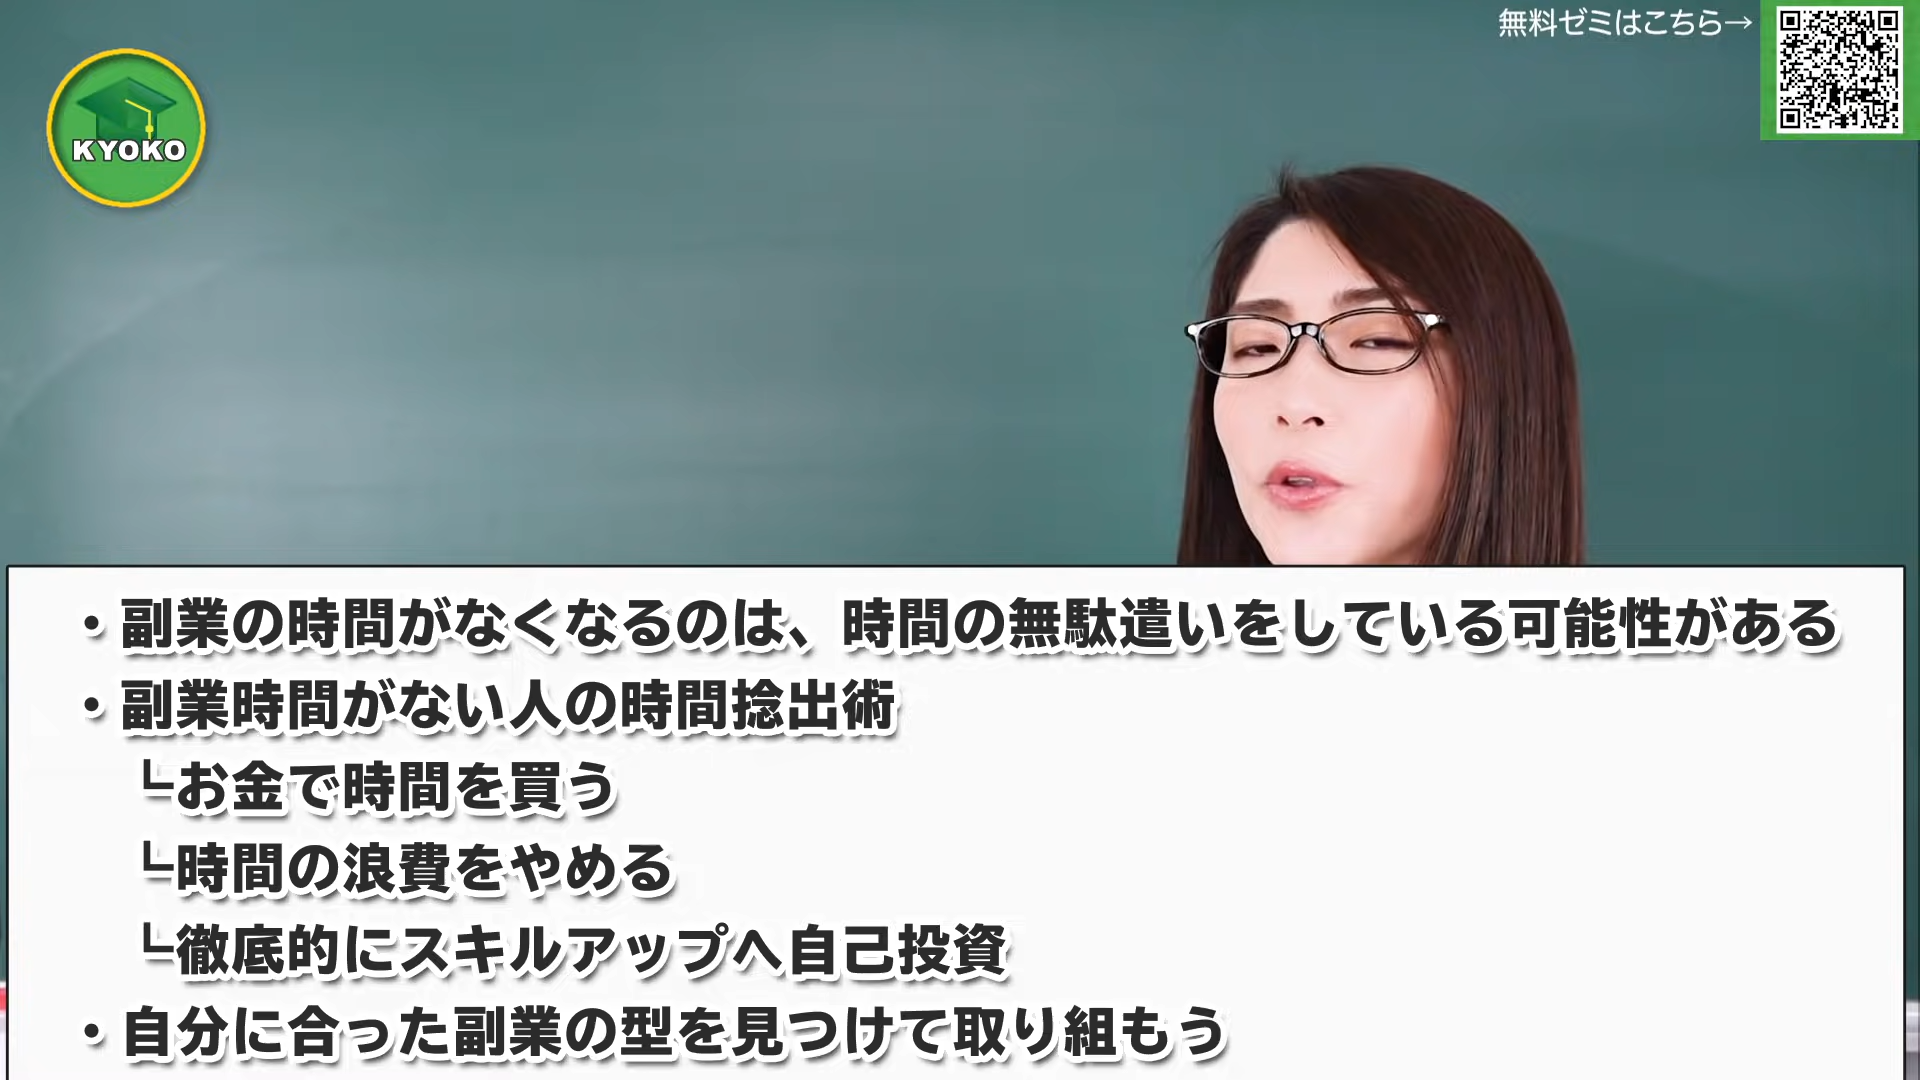 無料ゼミはこちら→
KYOKO
・副業の時間がなくなるのは、時間の無駄遣いをしている可能性がある
・副業時間がない人の時間捻出術
└お金で時間を買う
└時間の浪費をやめる
└徹底的にスキルアップへ自己投資
・自分に合った副業の型を見つけて取り組もう